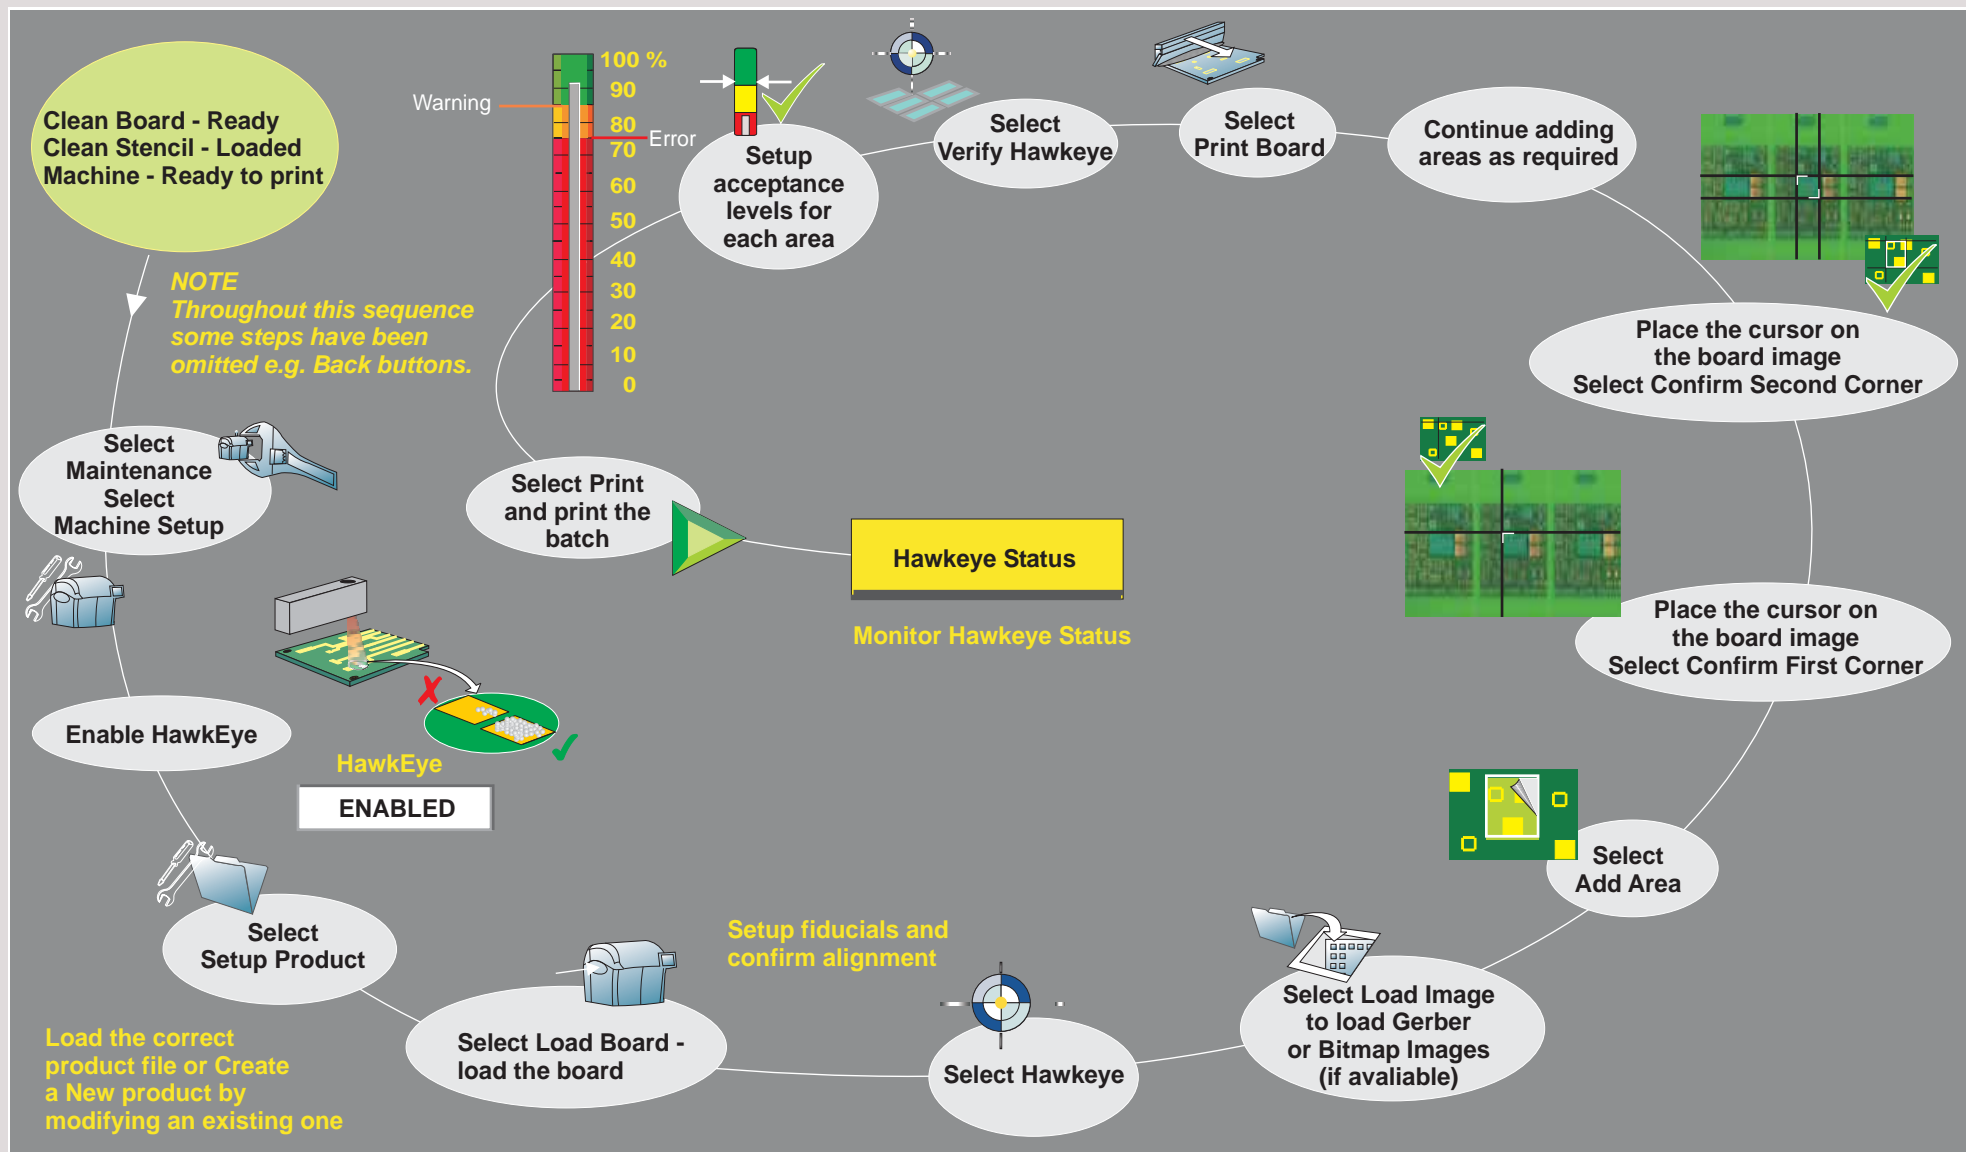 Clean Board - Ready
Clean Stencil - Loaded
Machine - Ready to print
NOTE
Throughout this sequence
some steps have been
omitted e.g. Back buttons.
Select
Maintenance
Select
Machine Setup
Enable HawkEye
HawkEye
ENABLED
Select
Setup Product
Load the correct
product file or Create
a New product by
modifying an existing one
Select Load Board -
load the board
Setup fiducials and
confirm alignment
Select Hawkeye
Select Load Image
to load Gerber
or Bitmap Images
(if avaliable)
Select
Add Area
Place the cursor on
the board image
Select Confirm First Corner
Place the cursor on
the board image
Select Confirm Second Corner
Continue adding
areas as required
Select
Print Board
Select
Verify Hawkeye
Setup
acceptance
levels for
each area
Warning
Error
100 %
90
80
70
60
50
40
30
20
10
0
Select Print
and print the
batch
Hawkeye Status
Monitor Hawkeye Status